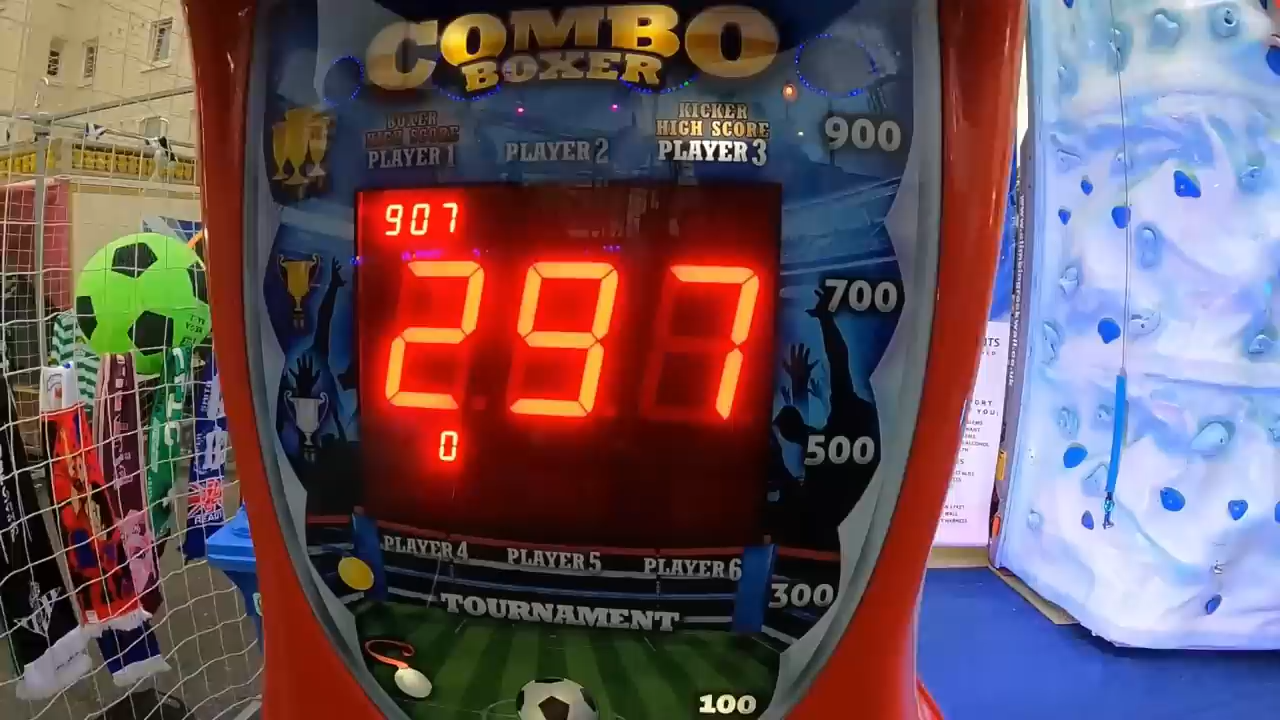 COMBO
BOXER
BOXER
HIGH SCORE
PLAYER 1
PLAYER 2
KICKER
HIGH SCORE
PLAYER 3
900
907
297
700
0
500
PLAYER 4
PLAYER 5
PLAYER 6
300
TOURNAMENT
100